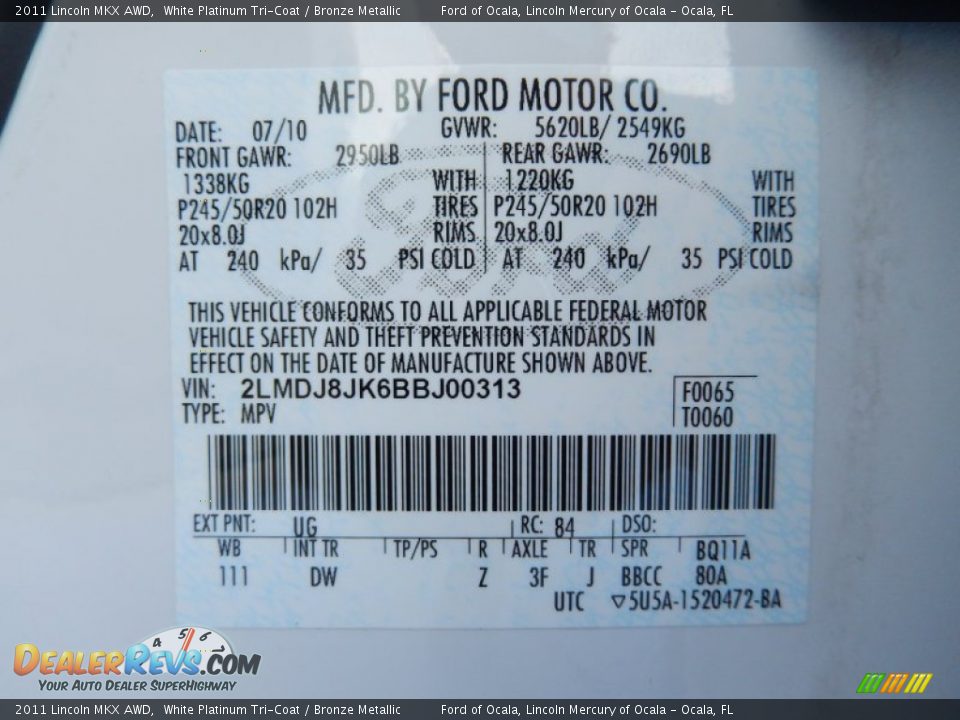 2011 Lincoln MKX AWD, White Platinum Tri-Coat / Bronze Metallic Ford of Ocala, Lincoln Mercury of Ocala - Ocala, FL
MFD. BY FORD MOTOR CO.
DATE: 07/10 GVWR: 5620LB/ 2549KG
FRONT GAWR: 2950LB REAR GAWR: 2690LB
1338KG WITH 1220KG WITH
P245/50R20 102H TIRES P245/50R20 102H TIRES
20x8.0J RIMS 20x8.0J RIMS
AT 240 kPa/ 35 PSI COLD AT 240 kPa/ 35 PSI COLD
THIS VEHICLE CONFORMS TO ALL APPLICABLE FEDERAL MOTOR
VEHICLE SAFETY AND THEFT PREVENTION STANDARDS IN
EFFECT ON THE DATE OF MANUFACTURE SHOWN ABOVE.
VIN: 2LMDJ8JK6BBJ00313 F0065
TYPE: MPV T0060
EXT PNT: UG RC: 84 DSO:
WB INT TR TP/PS R AXLE TR SPR BQ11A
111 DW Z 3F J BBCC 80A
UTC ▽5U5A-1520472-BA
Ford
4 5 6 7
DEALERREVS.COM
YOUR AUTO DEALER SUPERHIGHWAY
2011 Lincoln MKX AWD, White Platinum Tri-Coat / Bronze Metallic Ford of Ocala, Lincoln Mercury of Ocala - Ocala, FL